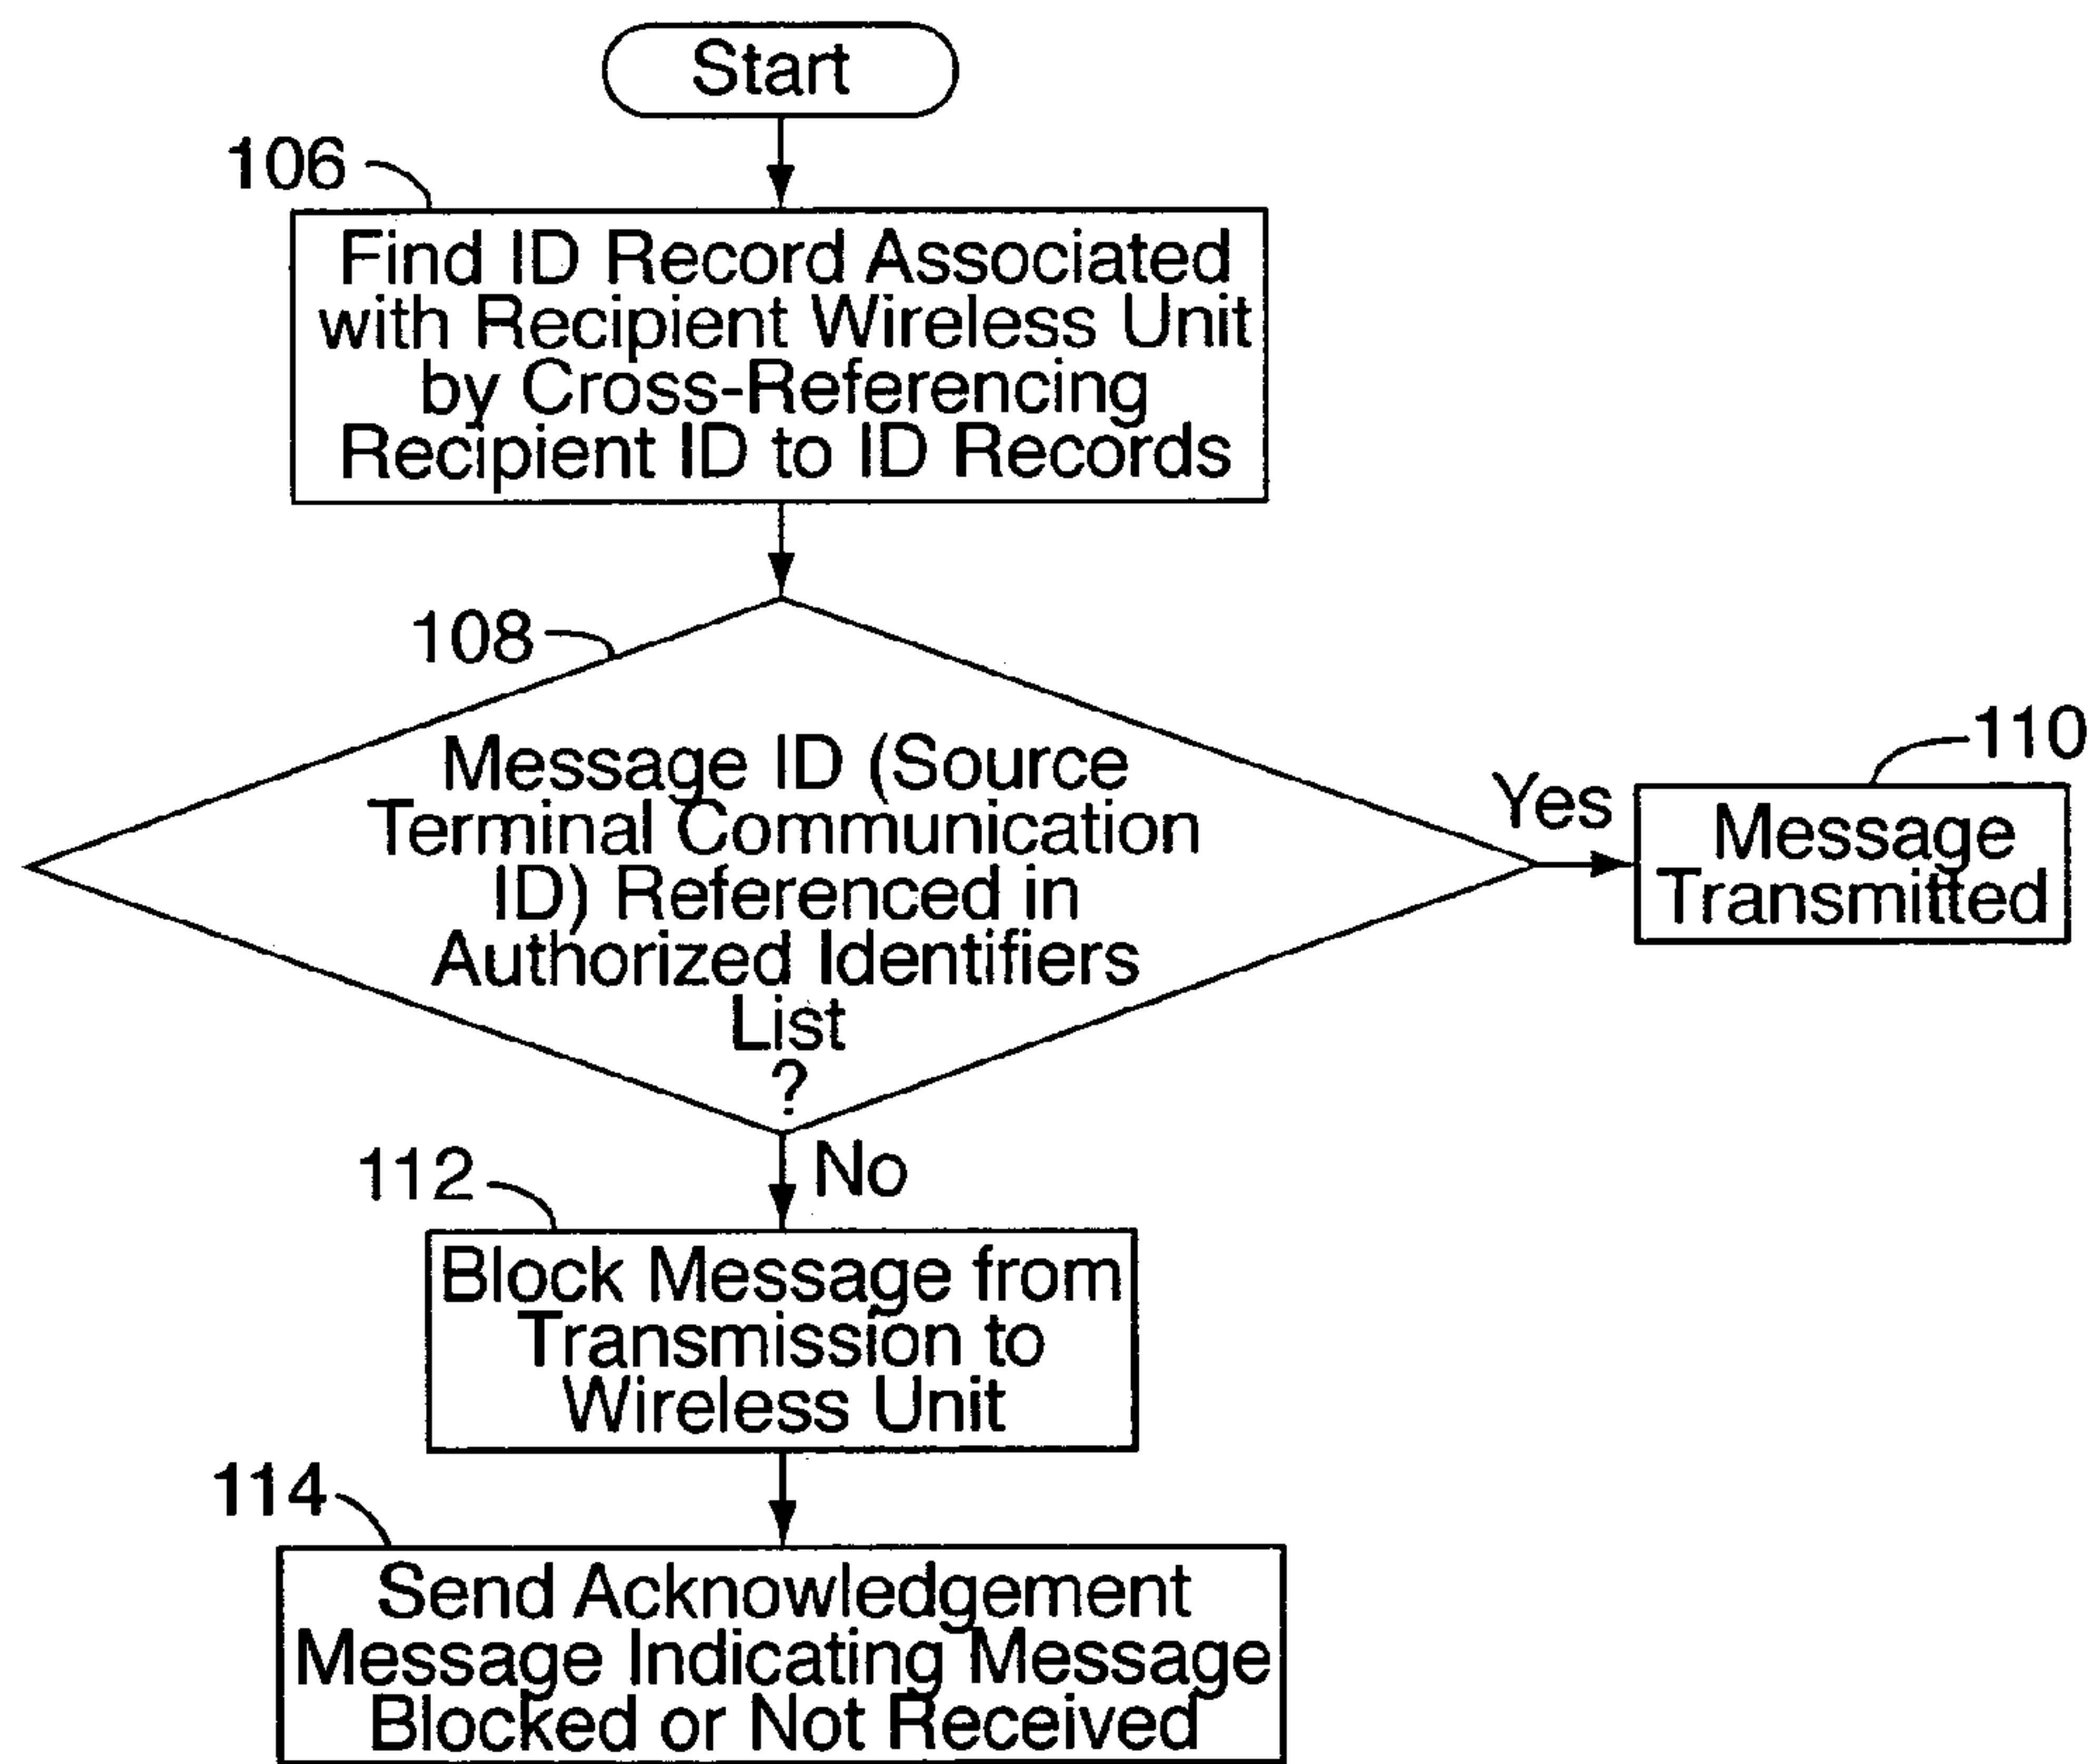 Start
106
Find ID Record Associated
with Recipient Wireless Unit
by Cross-Referencing
Recipient ID to ID Records
108
Message ID (Source
Terminal Communication
ID) Referenced in
Authorized Identifiers
List
?
Yes
110
Message
Transmitted
No
112
Block Message from
Transmission to
Wireless Unit
114
Send Acknowledgement
Message Indicating Message
Blocked or Not Received